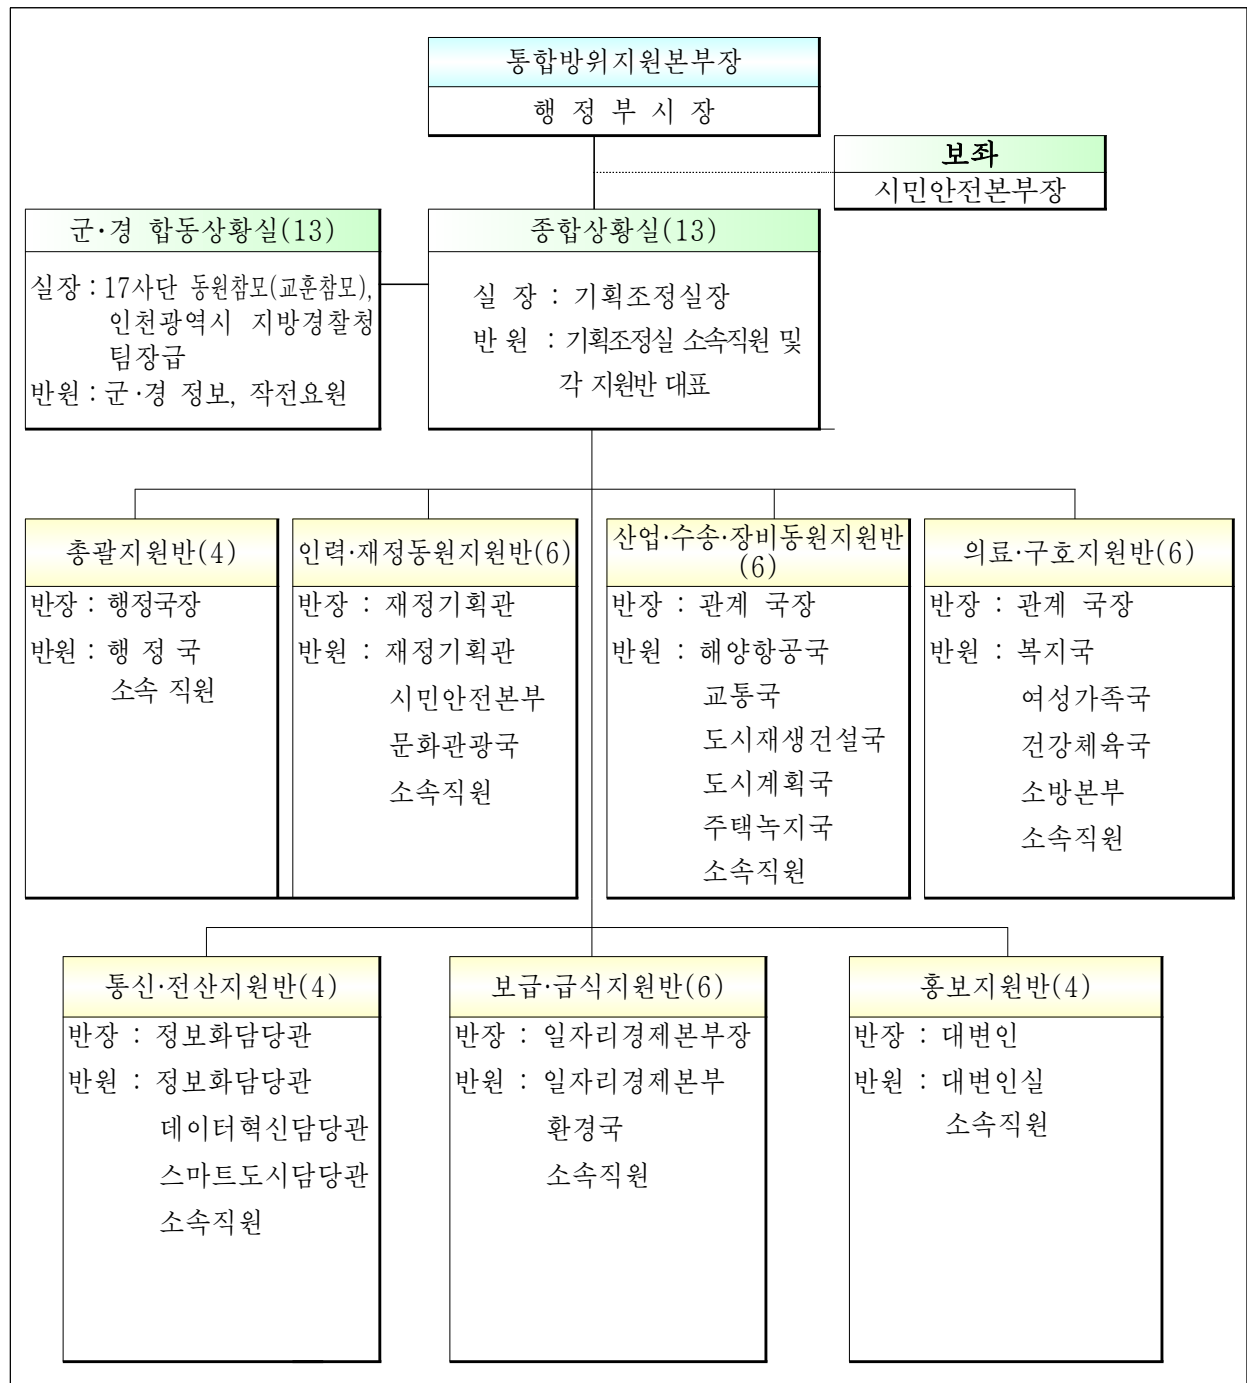 통합방위지원본부장
행 정 부 시 장
보좌
시민안전본부장
군·경 합동상황실(13)
실장 : 17사단 동원참모(교훈참모),
인천광역시 지방경찰청
팀장급
반원 : 군·경 정보, 작전요원
종합상황실(13)
실 장 : 기획조정실장
반 원 : 기획조정실 소속직원 및
각 지원반 대표
총괄지원반(4)
반장 : 행정국장
반원 : 행 정 국
소속 직원
인력·재정동원지원반(6)
반장 : 재정기획관
반원 : 재정기획관
시민안전본부
문화관광국
소속직원
산업·수송·장비동원지원반
(6)
반장 : 관계 국장
반원 : 해양항공국
교통국
도시재생건설국
도시계획국
주택녹지국
소속직원
의료·구호지원반(6)
반장 : 관계 국장
반원 : 복지국
여성가족국
건강체육국
소방본부
소속직원
통신·전산지원반(4)
반장 : 정보화담당관
반원 : 정보화담당관
데이터혁신담당관
스마트도시담당관
소속직원
보급·급식지원반(6)
반장 : 일자리경제본부장
반원 : 일자리경제본부
환경국
소속직원
홍보지원반(4)
반장 : 대변인
반원 : 대변인실
소속직원